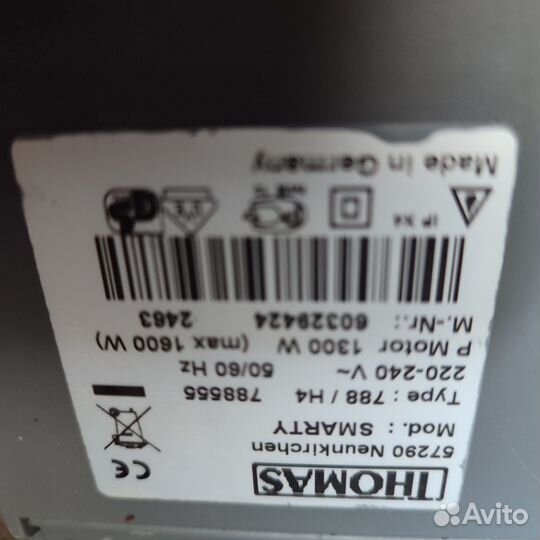 THOMAS
57290 Neunkirchen
Mod.: SMARTY
Type : 788 / H4 788555
220-240 V~ 50/60 Hz
P Motor 1300 W (max 1600 W)
M.-Nr.: 60329424 2463
IP X4
Made in Germany
CE
Avito